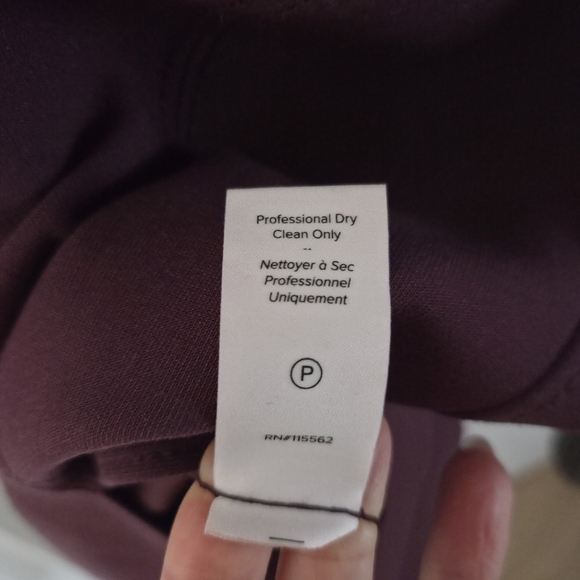 Professional Dry
Clean Only
--
Nettoyer à Sec
Professionnel
Uniquement
P
RN#115562